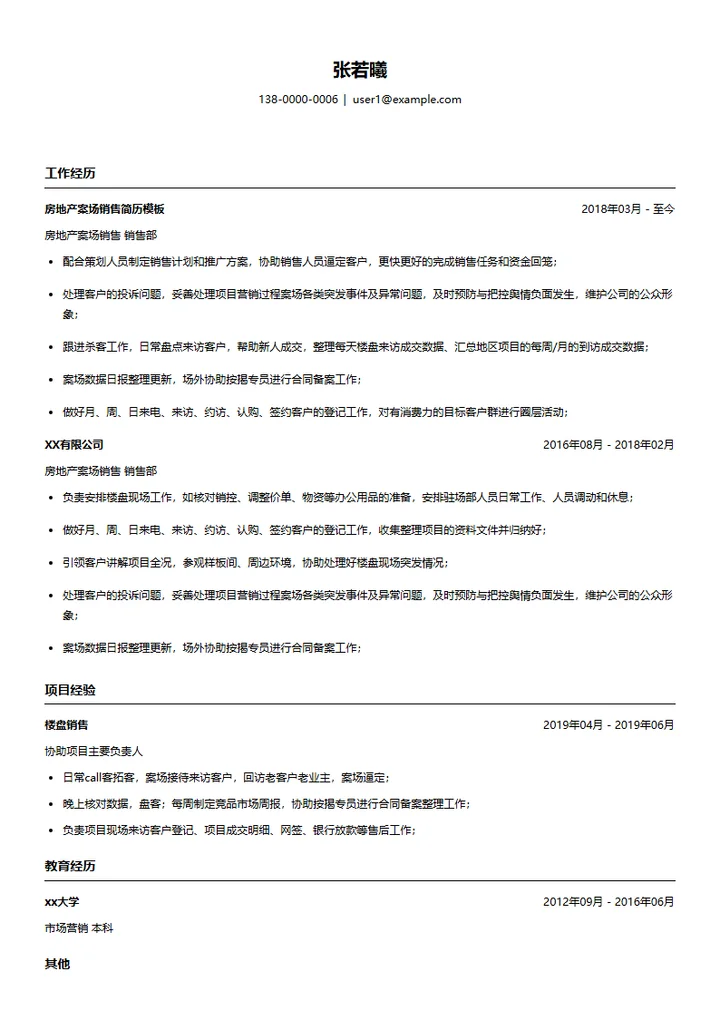 张若曦
138-0000-0006 | user1@example.com
工作经历
房地产案场销售简历模板 2018年03月 - 至今
房地产案场销售 销售部
• 配合策划人员制定销售计划和推广方案，协助销售人员逼定客户，更快更好的完成销售任务和资金回笼；
• 处理客户的投诉问题，妥善处理项目营销过程案场各类突发事件及异常问题，及时预防与把控舆情负面发生，维护公司的公众形
象；
• 跟进杀客工作，日常盘点来访客户，帮助新人成交，整理每天楼盘来访成交数据、汇总地区项目的每周/月的到访成交数据；
• 案场数据日报整理更新，场外协助按揭专员进行合同备案工作；
• 做好月、周、日来电、来访、约访、认购、签约客户的登记工作，对有消费力的目标客户群进行圈层活动；
XX有限公司 2016年08月 - 2018年02月
房地产案场销售 销售部
• 负责安排楼盘现场工作，如核对销控、调整价单、物资等办公用品的准备，安排驻场部人员日常工作、人员调动和休息；
• 做好月、周、日来电、来访、约访、认购、签约客户的登记工作，收集整理项目的资料文件并归纳好；
• 引领客户讲解项目全况，参观样板间、周边环境，协助处理好楼盘现场突发情况；
• 处理客户的投诉问题，妥善处理项目营销过程案场各类突发事件及异常问题，及时预防与把控舆情负面发生，维护公司的公众形
象；
• 案场数据日报整理更新，场外协助按揭专员进行合同备案工作；
项目经验
楼盘销售 2019年04月 - 2019年06月
协助项目主要负责人
• 日常call客拓客，案场接待来访客户，回访老客户老业主，案场逼定；
• 晚上核对数据，盘客；每周制定竞品市场周报，协助按揭专员进行合同备案整理工作；
• 负责项目现场来访客户登记、项目成交明细、网签、银行放款等售后工作；
教育经历
xx大学 2012年09月 - 2016年06月
市场营销 本科
其他